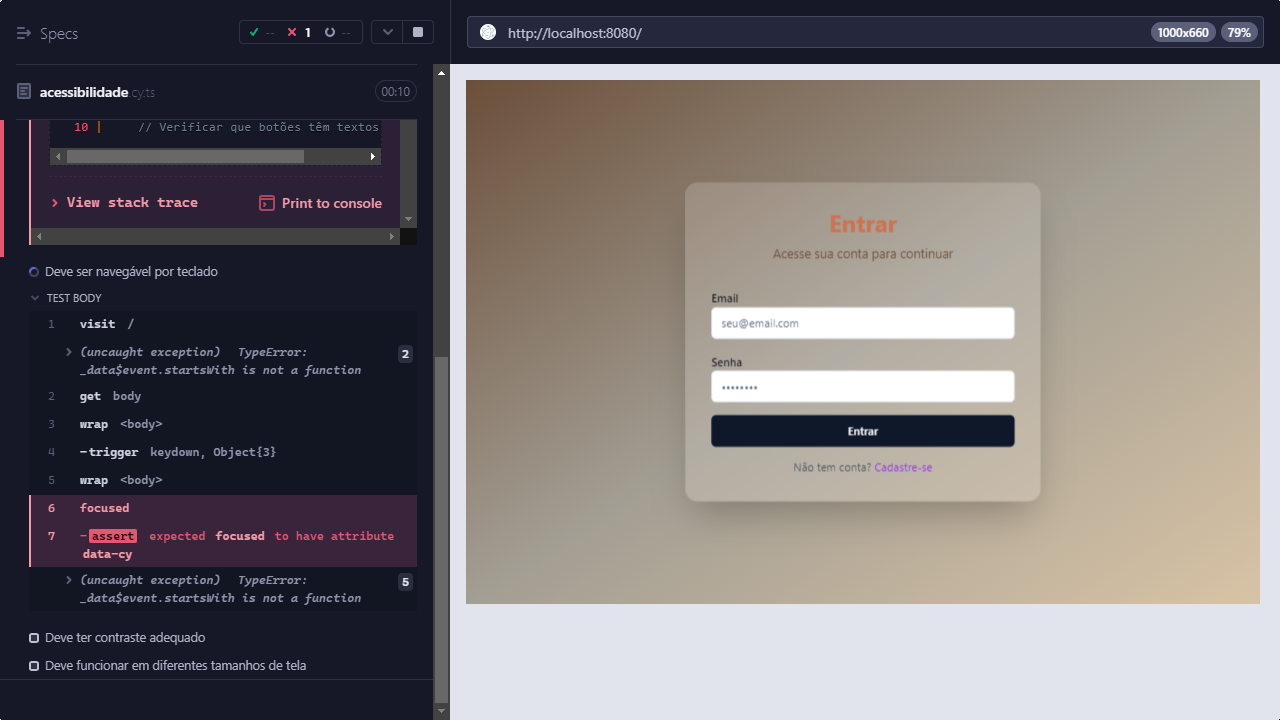 Specs
--
1
--
acessibilidade cy.ts
00:10
10 | // Verificar que botões têm textos
View stack trace
Print to console
Deve ser navegável por teclado
TEST BODY
1 visit /
(uncaught exception) TypeError: 2
_data$event.startsWith is not a function
2 get body
3 wrap <body>
4 -trigger keydown, Object{3}
5 wrap <body>
6 focused
7 -assert expected focused to have attribute
data-cy
(uncaught exception) TypeError: 5
_data$event.startsWith is not a function
Deve ter contraste adequado
Deve funcionar em diferentes tamanhos de tela
http://localhost:8080/
1000x660
79%
Entrar
Acesse sua conta para continuar
Email
seu@email.com
Senha
••••••••
Entrar
Não tem conta? Cadastre-se